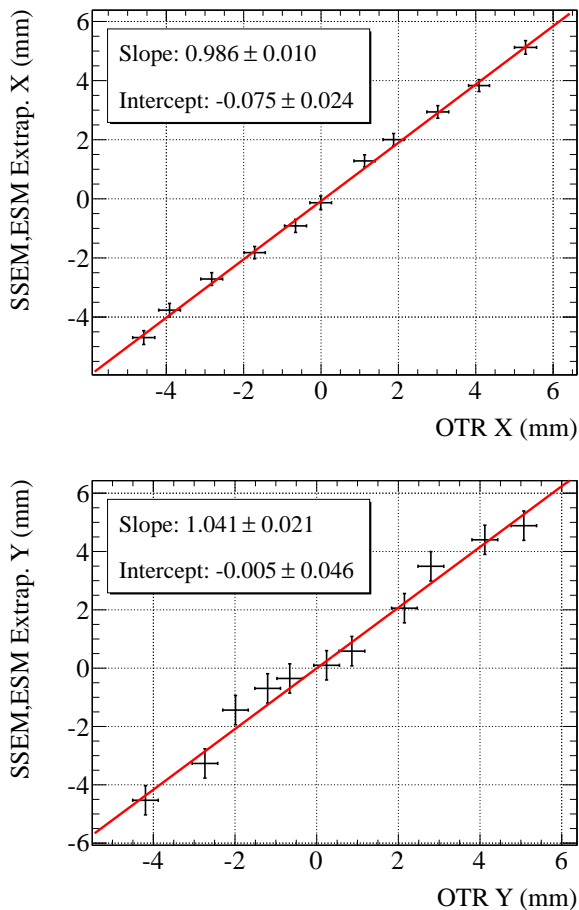 SSEM,ESM Extrap. X (mm)
6
4
2
0
-2
-4
Slope: 0.986 ± 0.010
Intercept: -0.075 ± 0.024
-4 -2 0 2 4 6
OTR X (mm)
SSEM,ESM Extrap. Y (mm)
6
4
2
0
-2
-4
-6
Slope: 1.041 ± 0.021
Intercept: -0.005 ± 0.046
-4 -2 0 2 4 6
OTR Y (mm)